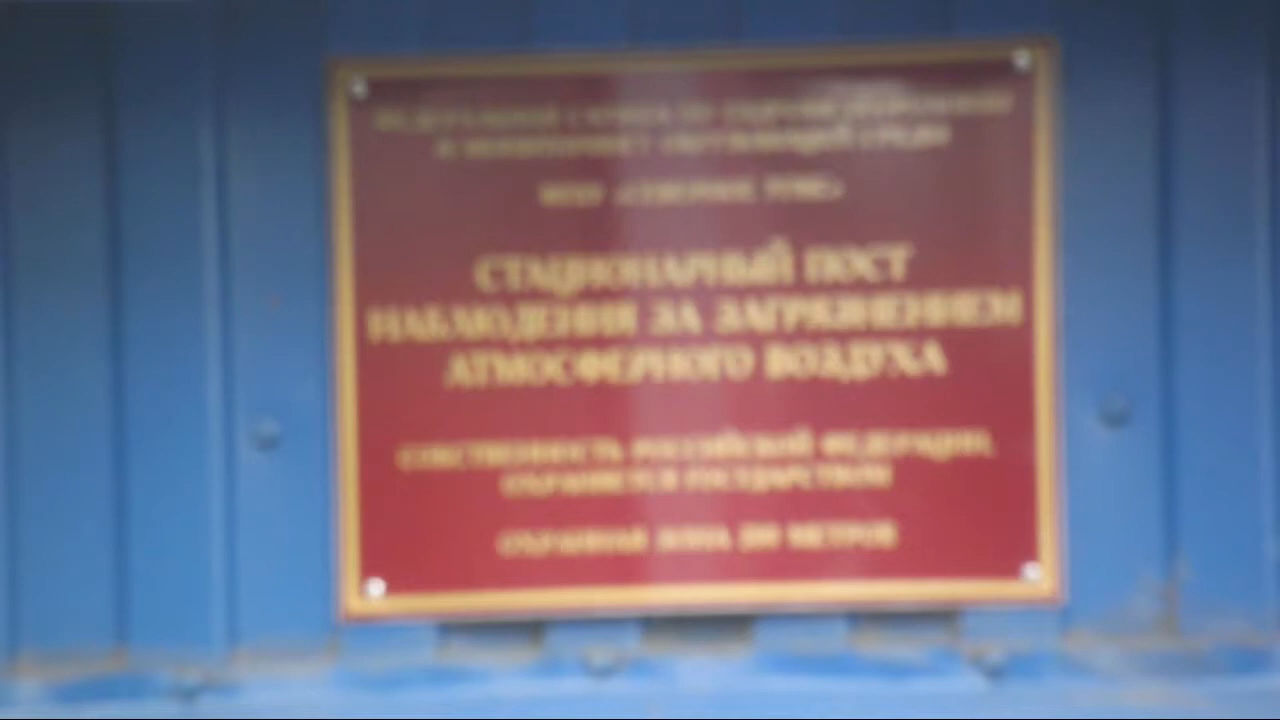 ФЕДЕРАЛЬНАЯ СЛУЖБА ПО ГИДРОМЕТЕОРОЛОГИИ
И МОНИТОРИНГУ ОКРУЖАЮЩЕЙ СРЕДЫ
СТАЦИОНАРНЫЙ ПОСТ
НАБЛЮДЕНИЯ ЗА ЗАГРЯЗНЕНИЕМ
АТМОСФЕРНОГО ВОЗДУХА
СОБСТВЕННОСТЬ РОССИЙСКОЙ ФЕДЕРАЦИИ,
ОХРАНЯЕТСЯ ГОСУДАРСТВОМ
ОХРАННАЯ ЗОНА 200 МЕТРОВ